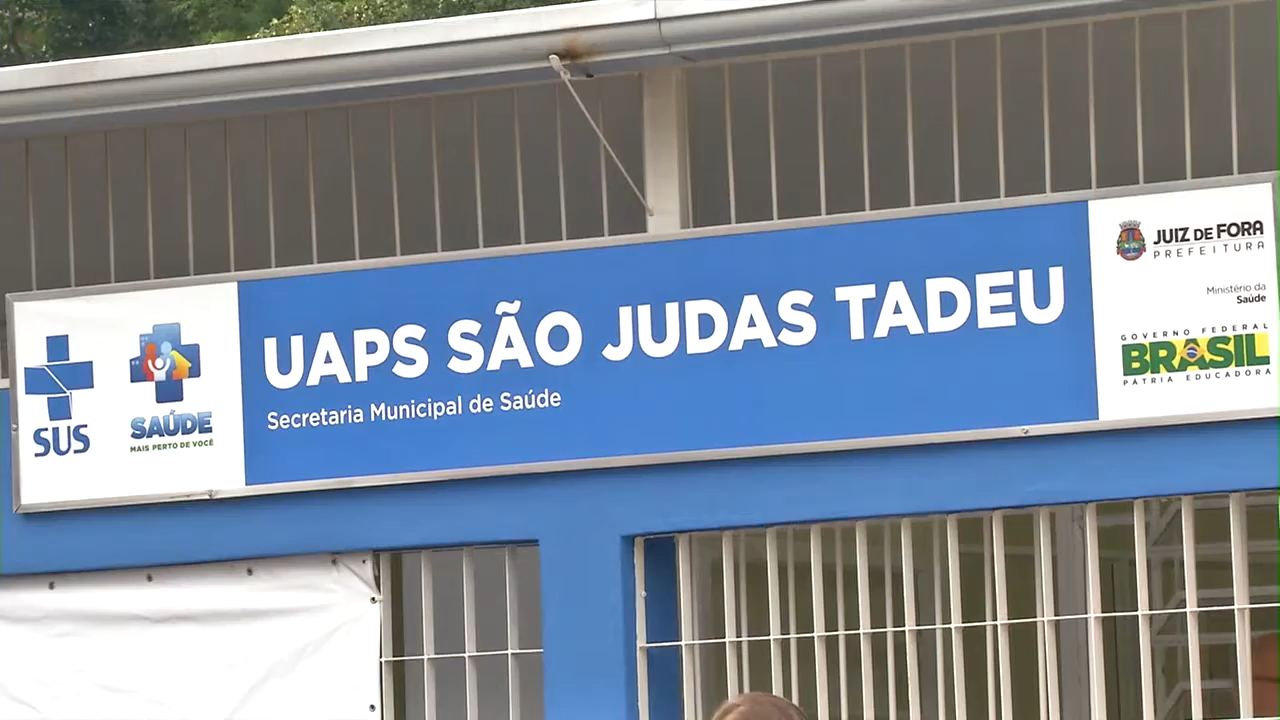 SUS
SAÚDE
MAIS PERTO DE VOCÊ
UAPS SÃO JUDAS TADEU
Secretaria Municipal de Saúde
JUIZ DE FORA
PREFEITURA
Ministério da
Saúde
GOVERNO FEDERAL
BRASIL
PÁTRIA EDUCADORA